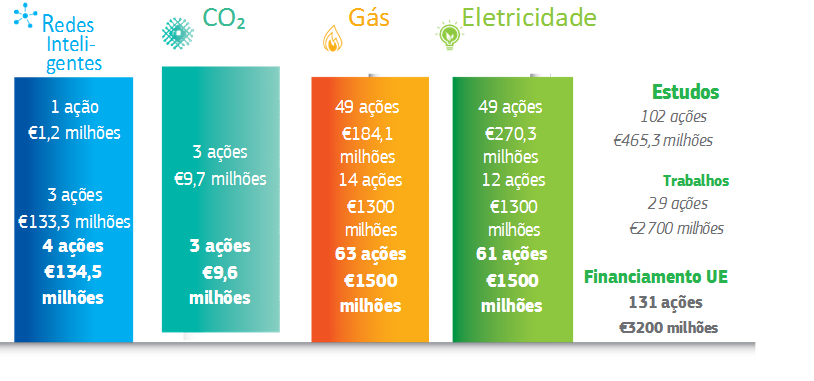 Redes
Inteli-
gentes
1 ação
€1,2 milhões
3 ações
€133,3 milhões
4 ações
€134,5
milhões
CO₂
3 ações
€9,7 milhões
3 ações
€9,6
milhões
Gás
49 ações
€184,1
milhões
14 ações
€1300
milhões
63 ações
€1500
milhões
Eletricidade
49 ações
€270,3
milhões
12 ações
€1300
milhões
61 ações
€1500
milhões
Estudos
102 ações
€465,3 milhões
Trabalhos
29 ações
€2700 milhões
Financiamento UE
131 ações
€3200 milhões